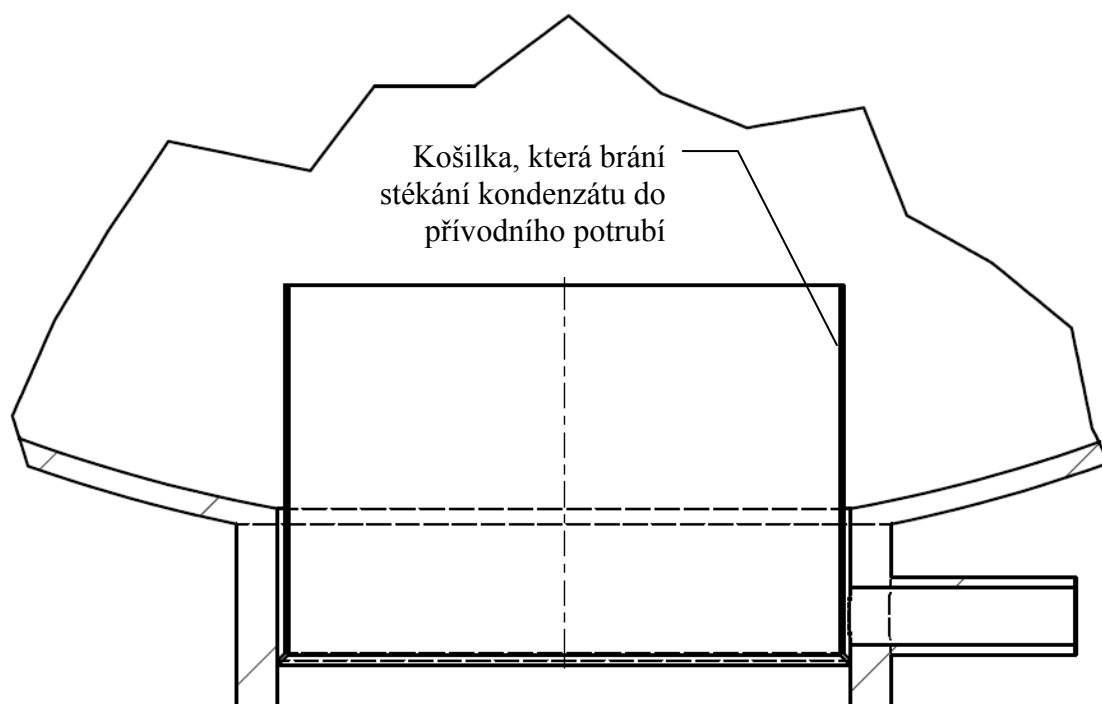 Košilka, která brání
stékání kondenzátu do
přívodního potrubí